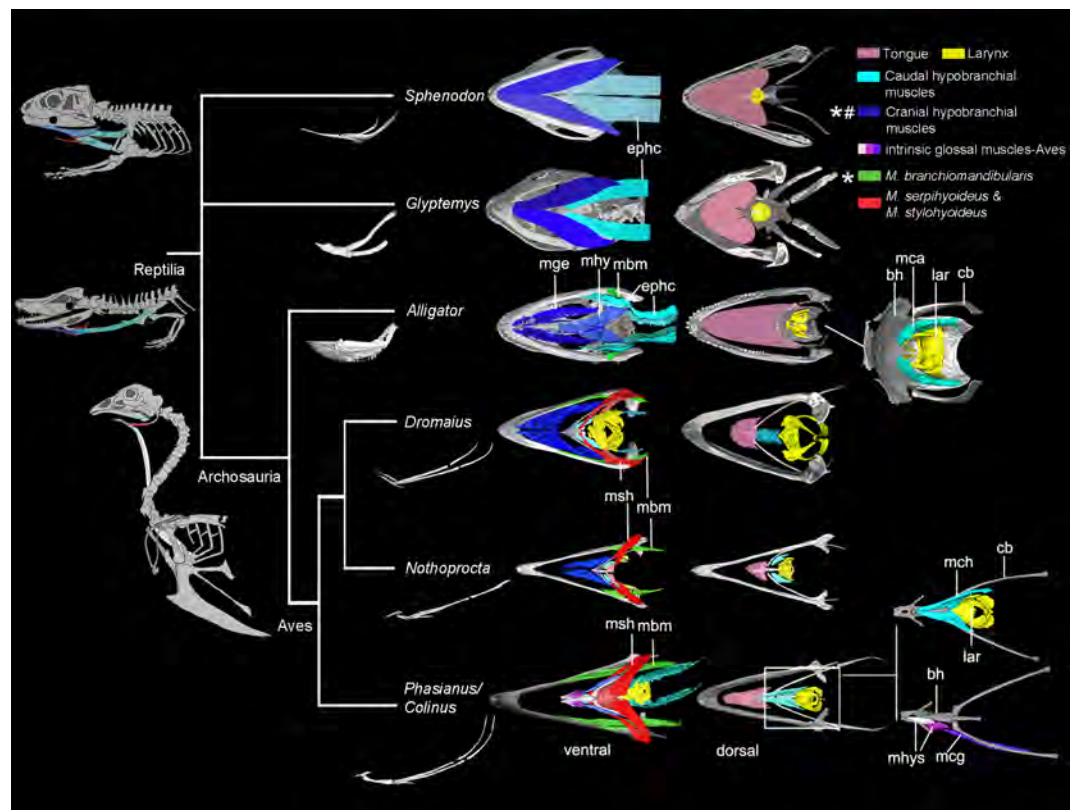 Tongue
Larynx
Caudal hypobranchial
muscles
*# Cranial hypobranchial
muscles
intrinsic glossal muscles-Aves
* M. branchiomandibularis
M. serpihyoideus &
M. stylohyoideus
Sphenodon
ephc
Glyptemys
Reptilia
mge
mhy
mbm
ephc
Alligator
bh
mca
lar
cb
Dromaius
Archosauria
msh
mbm
Nothoprocta
mch
cb
lar
Aves
msh
mbm
Phasianus/
Colinus
bh
ventral
dorsal
mhys
mcg